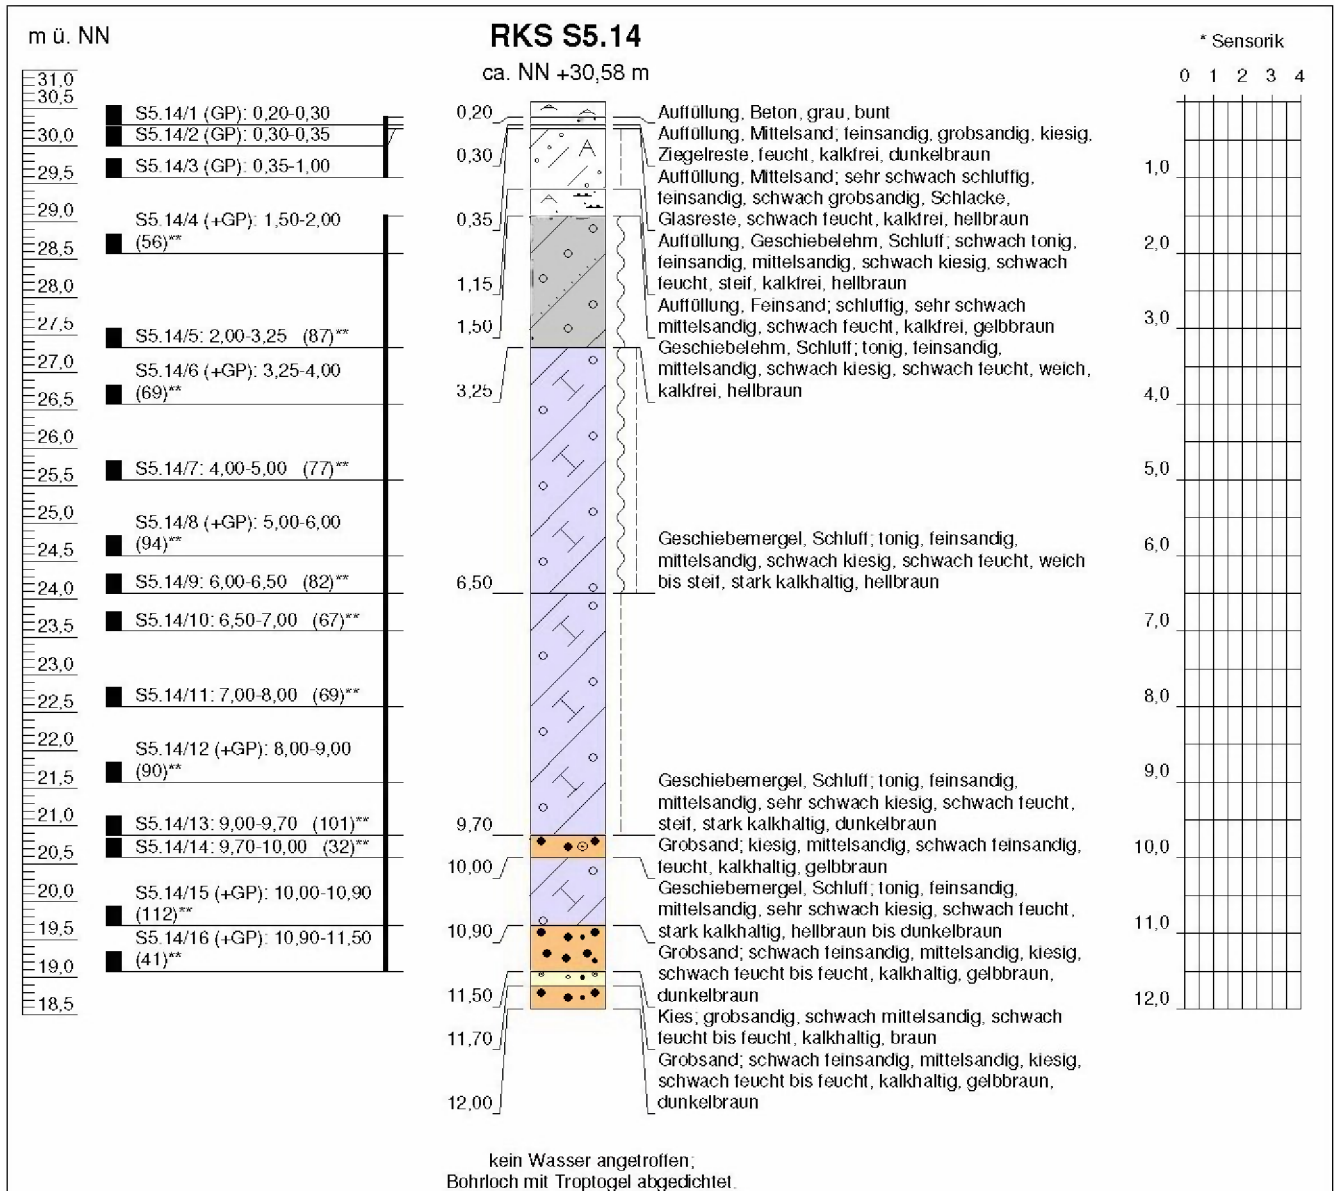 m ü. NN
RKS S5.14
ca. NN +30,58 m
* Sensorik
0 1 2 3 4
31,0
30,5
30,0
29,5
29,0
28,5
28,0
27,5
27,0
26,5
26,0
25,5
25,0
24,5
24,0
23,5
23,0
22,5
22,0
21,5
21,0
20,5
20,0
19,5
19,0
18,5
S5.14/1 (GP): 0,20-0,30
S5.14/2 (GP): 0,30-0,35
S5.14/3 (GP): 0,35-1,00
S5.14/4 (+GP): 1,50-2,00
(56)**
S5.14/5: 2,00-3,25 (87)**
S5.14/6 (+GP): 3,25-4,00
(69)**
S5.14/7: 4,00-5,00 (77)**
S5.14/8 (+GP): 5,00-6,00
(94)**
S5.14/9: 6,00-6,50 (82)**
S5.14/10: 6,50-7,00 (67)**
S5.14/11: 7,00-8,00 (69)**
S5.14/12 (+GP): 8,00-9,00
(90)**
S5.14/13: 9,00-9,70 (101)**
S5.14/14: 9,70-10,00 (32)**
S5.14/15 (+GP): 10,00-10,90
(112)**
S5.14/16 (+GP): 10,90-11,50
(41)**
0,20
0,30
0,35
1,15
1,50
3,25
6,50
9,70
10,00
10,90
11,50
11,70
12,00
A
Auffüllung, Beton, grau, bunt
Auffüllung, Mittelsand; feinsandig, grobsandig, kiesig,
Ziegelreste, feucht, kalkfrei, dunkelbraun
Auffüllung, Mittelsand; sehr schwach schluffig,
feinsandig, schwach grobsandig, Schlacke,
Glasreste, schwach feucht, kalkfrei, hellbraun
Auffüllung, Geschiebelehm, Schluff; schwach tonig,
feinsandig, mittelsandig, schwach kiesig, schwach
feucht, steif, kalkfrei, hellbraun
Auffüllung, Feinsand; schluffig, sehr schwach
mittelsandig, schwach feucht, kalkfrei, gelbbraun
Geschiebelehm, Schluff; tonig, feinsandig,
mittelsandig, schwach kiesig, schwach feucht, weich,
kalkfrei, hellbraun
Geschiebemergel, Schluff; tonig, feinsandig,
mittelsandig, schwach kiesig, schwach feucht, weich
bis steif, stark kalkhaltig, hellbraun
Geschiebemergel, Schluff; tonig, feinsandig,
mittelsandig, sehr schwach kiesig, schwach feucht,
steif, stark kalkhaltig, dunkelbraun
Grobsand; kiesig, mittelsandig, schwach feinsandig,
feucht, kalkhaltig, gelbbraun
Geschiebemergel, Schluff; tonig, feinsandig,
mittelsandig, sehr schwach kiesig, schwach feucht,
stark kalkhaltig, hellbraun bis dunkelbraun
Grobsand; schwach feinsandig, mittelsandig, kiesig,
schwach feucht bis feucht, kalkhaltig, gelbbraun,
dunkelbraun
Kies; grobsandig, schwach mittelsandig, schwach
feucht bis feucht, kalkhaltig, braun
Grobsand; schwach feinsandig, mittelsandig, kiesig,
schwach feucht bis feucht, kalkhaltig, gelbbraun,
dunkelbraun
1,0
2,0
3,0
4,0
5,0
6,0
7,0
8,0
9,0
10,0
11,0
12,0
kein Wasser angetroffen;
Bohrloch mit Troptogel abgedichtet.